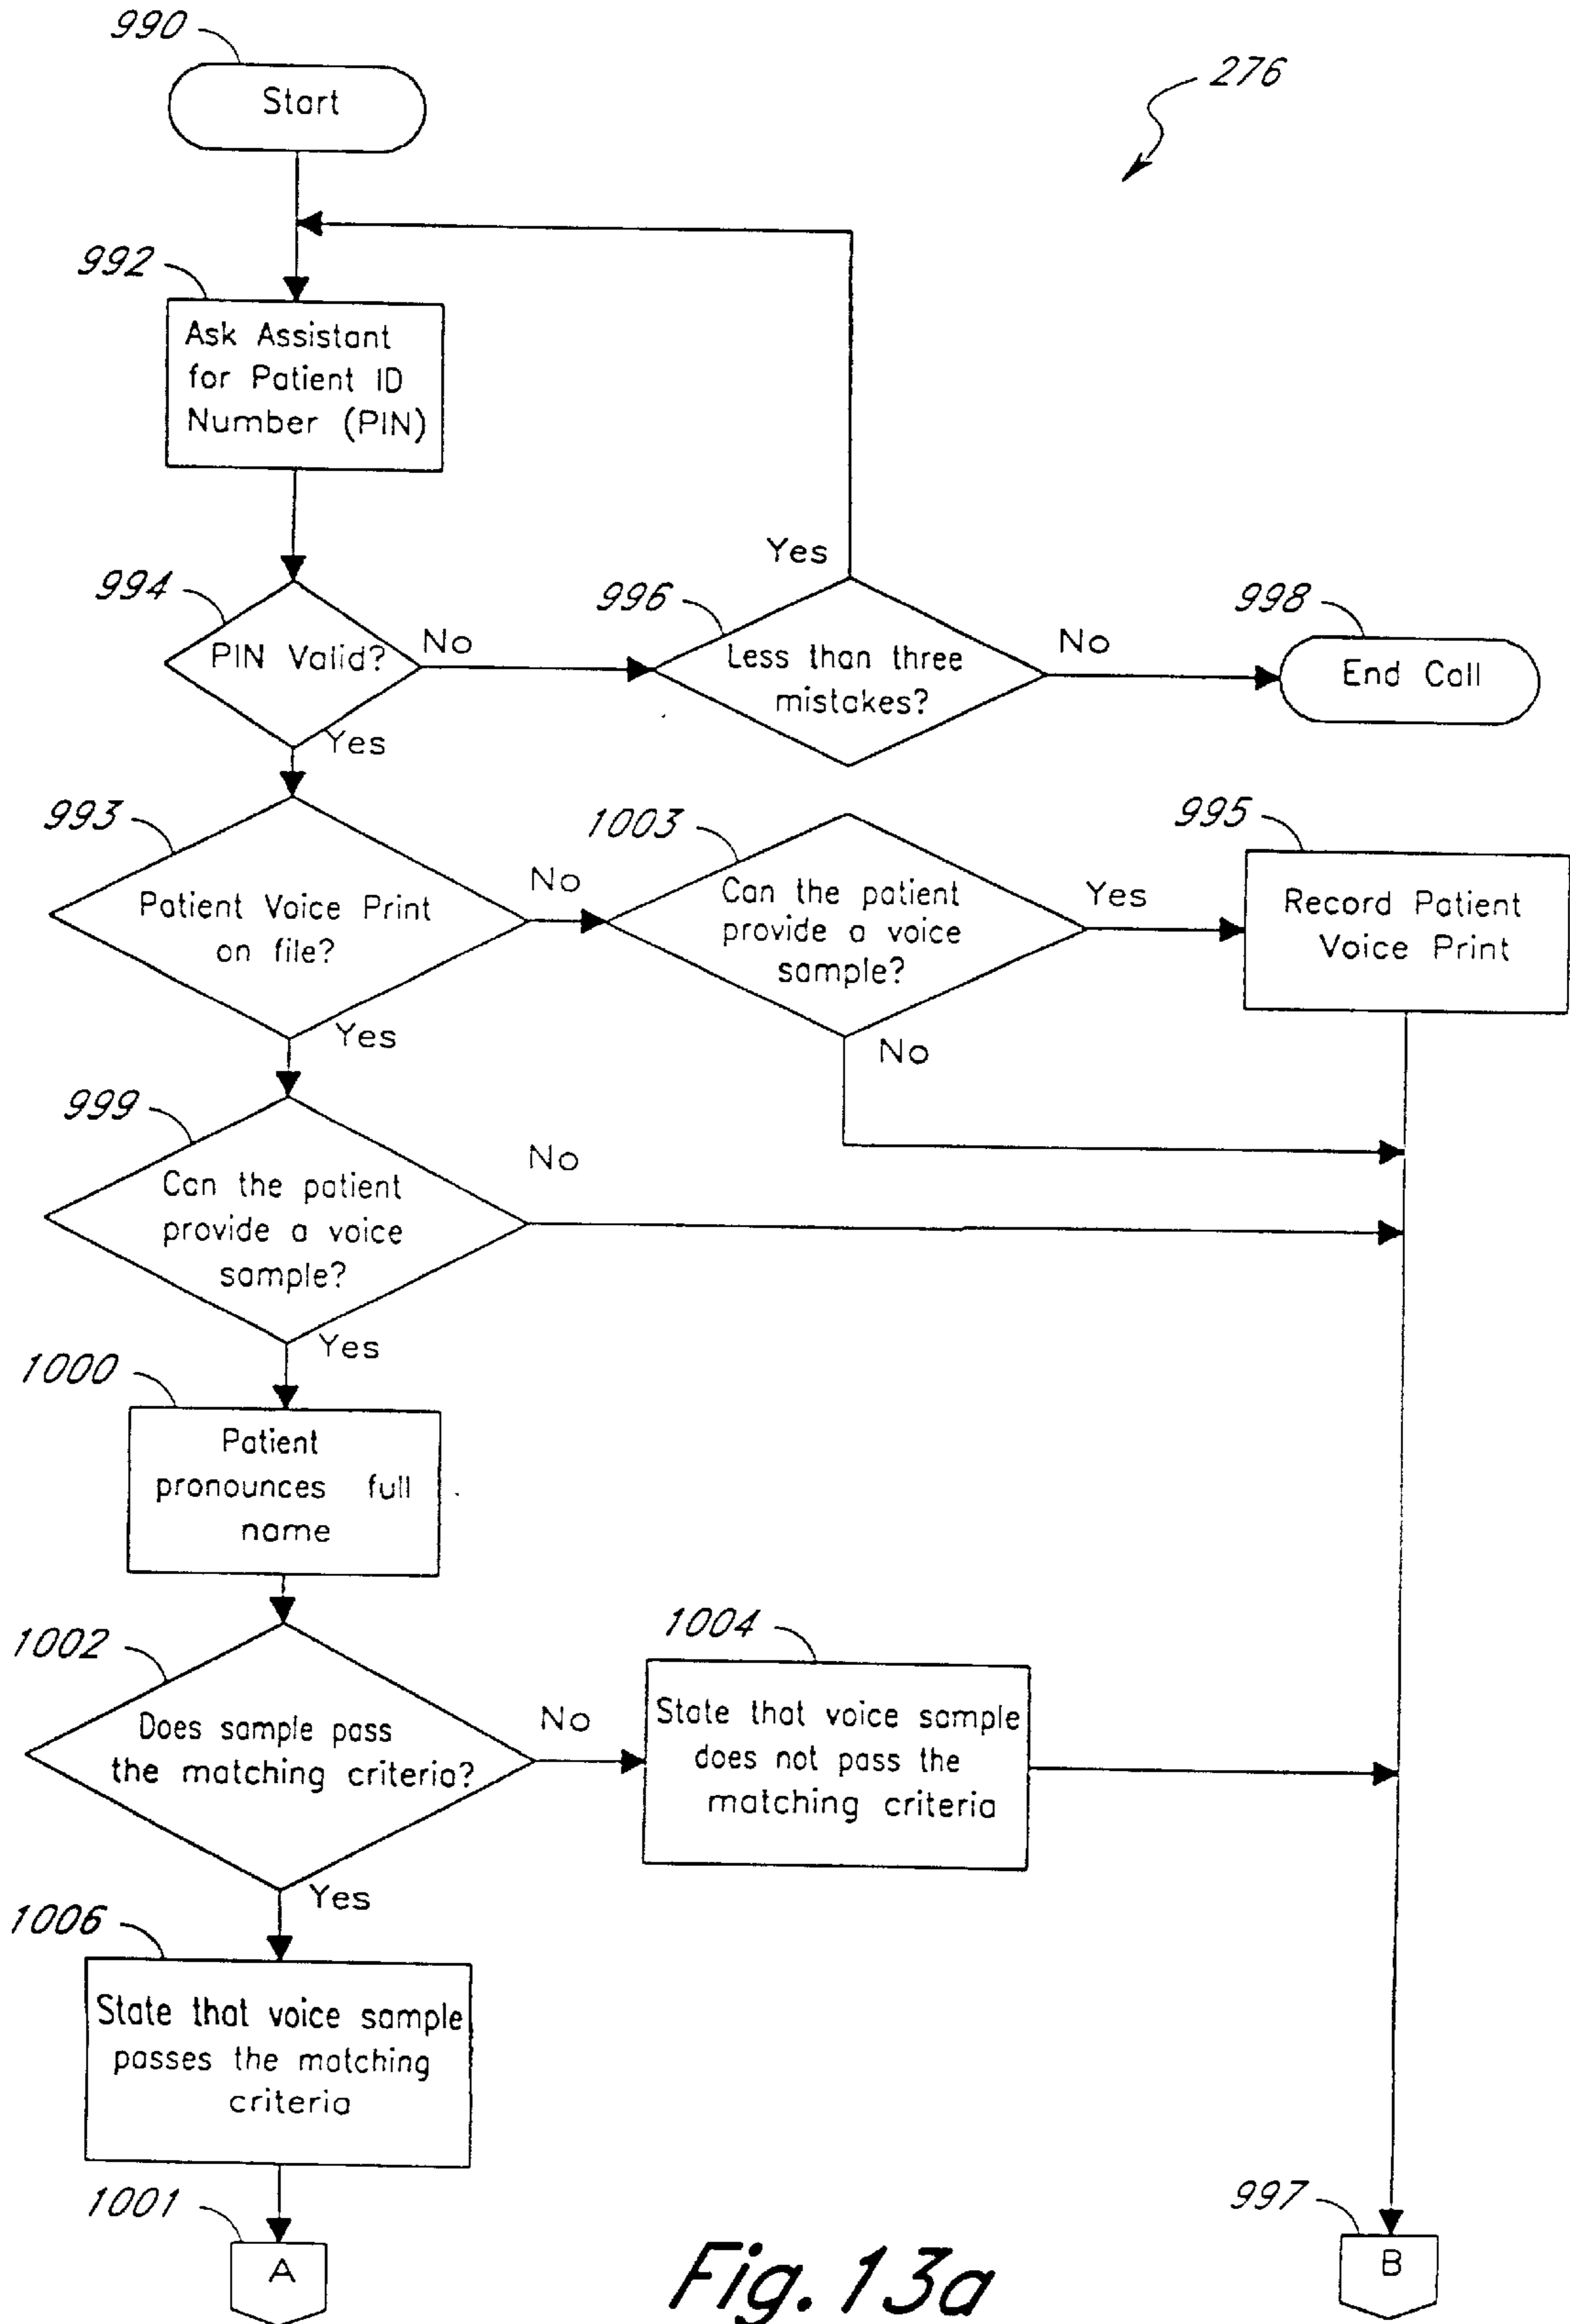 990
Start
276
992
Ask Assistant
for Patient ID
Number (PIN)
994
PIN Valid?
No
Yes
996
Yes
Less than three
mistakes?
No
998
End Call
993
Patient Voice Print
on file?
No
Yes
1003
Can the patient
provide a voice
sample?
Yes
No
995
Record Patient
Voice Print
999
Can the patient
provide a voice
sample?
No
Yes
1000
Patient
pronounces full
name
1002
Does sample pass
the matching criteria?
No
Yes
1004
State that voice sample
does not pass the
matching criteria
1006
State that voice sample
passes the matching
criteria
1001
A
997
B
Fig. 13a